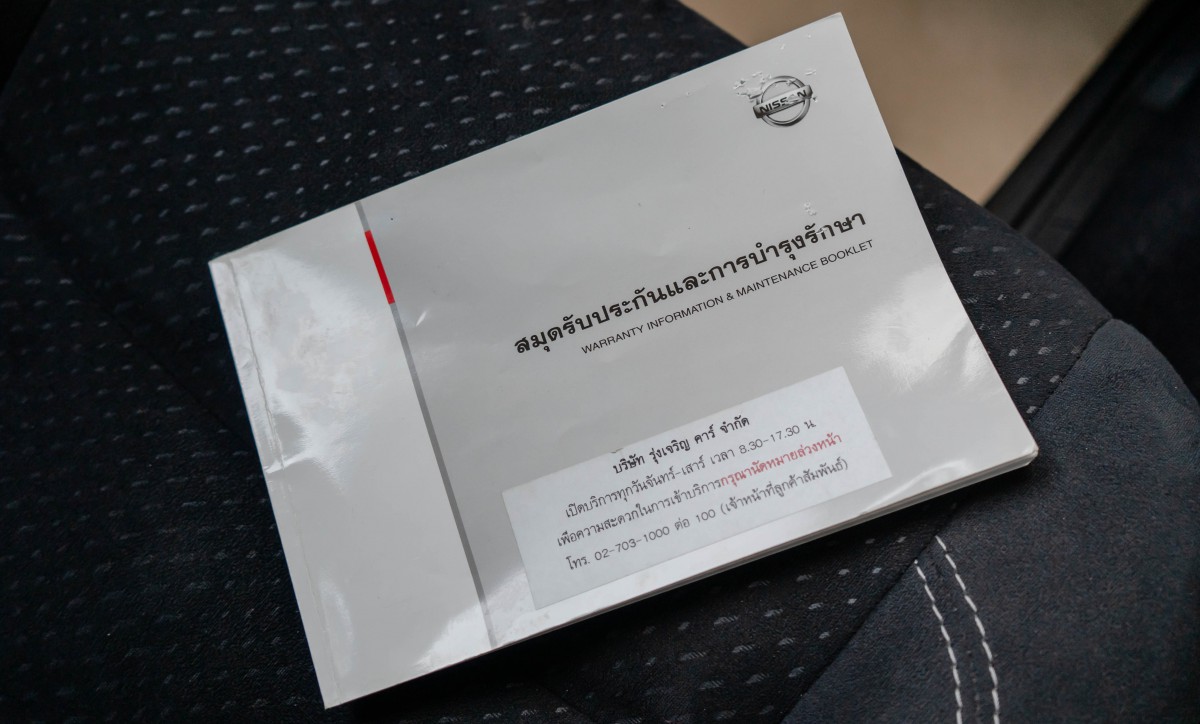 NISSAN
สมุดรับประกันและการบำรุงรักษา
WARRANTY INFORMATION & MAINTENANCE BOOKLET
บริษัท รุ่งเจริญ คาร์ จำกัด
เปิดบริการทุกวันจันทร์-เสาร์ เวลา 8.30-17.30 น.
เพื่อความสะดวกในการเข้าบริการกรุณานัดหมายล่วงหน้า
โทร. 02-703-1000 ต่อ 100 (เจ้าหน้าที่ลูกค้าสัมพันธ์)